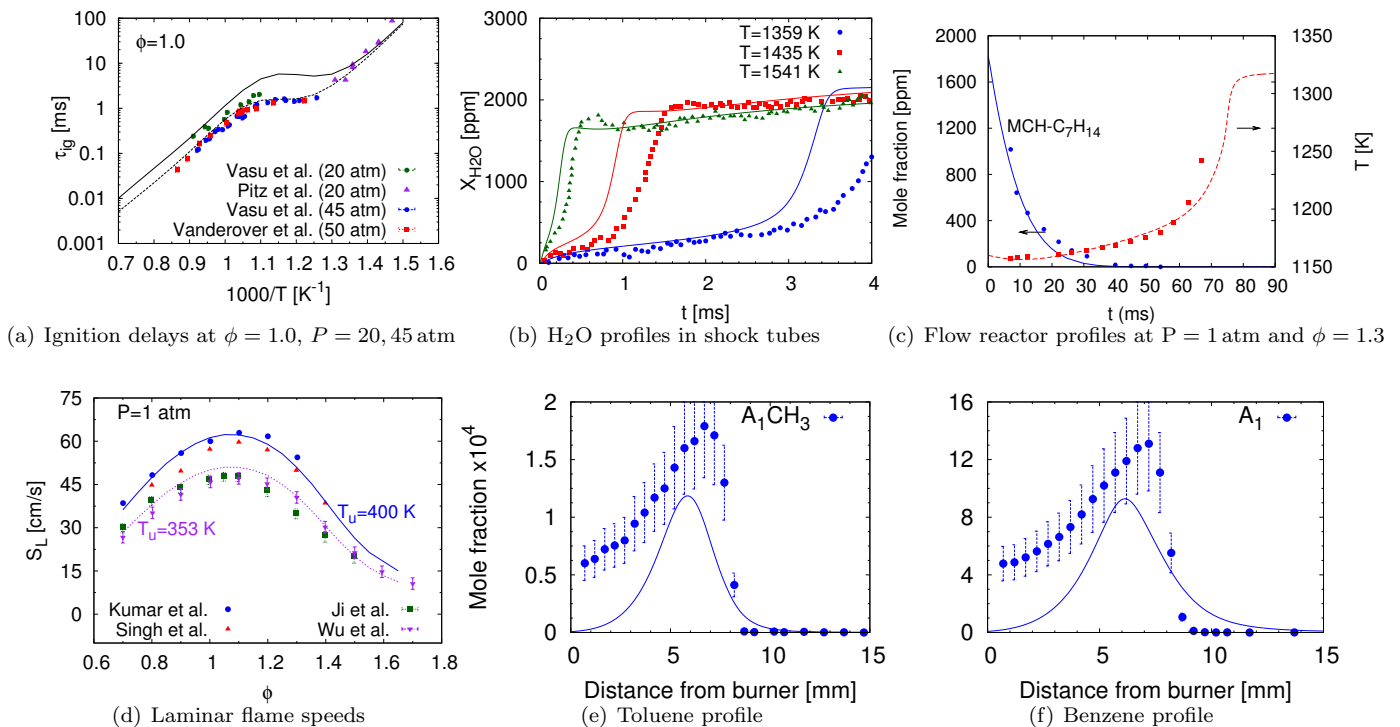 100
10
1
0.1
0.01
0.001
τig [ms]
ϕ=1.0
Vasu et al. (20 atm)
Pitz et al. (20 atm)
Vasu et al. (45 atm)
Vanderover et al. (50 atm)
0.7 0.8 0.9 1 1.1 1.2 1.3 1.4 1.5 1.6
1000/T [K⁻¹]
(a) Ignition delays at ϕ = 1.0, P = 20, 45 atm
3000
2000
1000
0
X_H2O [ppm]
T=1359 K
T=1435 K
T=1541 K
0 1 2 3 4
t [ms]
(b) H₂O profiles in shock tubes
2000
1600
1200
800
400
0
Mole fraction [ppm]
MCH-C₇H₁₄
1350
1300
1250
1200
1150
T [K]
0 10 20 30 40 50 60 70 80 90
t (ms)
(c) Flow reactor profiles at P = 1 atm and ϕ = 1.3
75
60
45
30
15
0
S_L [cm/s]
P=1 atm
T_u=400 K
T_u=353 K
Kumar et al.
Singh et al.
Ji et al.
Wu et al.
0.6 0.8 1 1.2 1.4 1.6 1.8
ϕ
(d) Laminar flame speeds
2
1.5
1
0.5
0
Mole fraction x10⁴
A₁CH₃
0 5 10 15
Distance from burner [mm]
(e) Toluene profile
16
12
8
4
0
A₁
0 5 10 15
Distance from burner [mm]
(f) Benzene profile